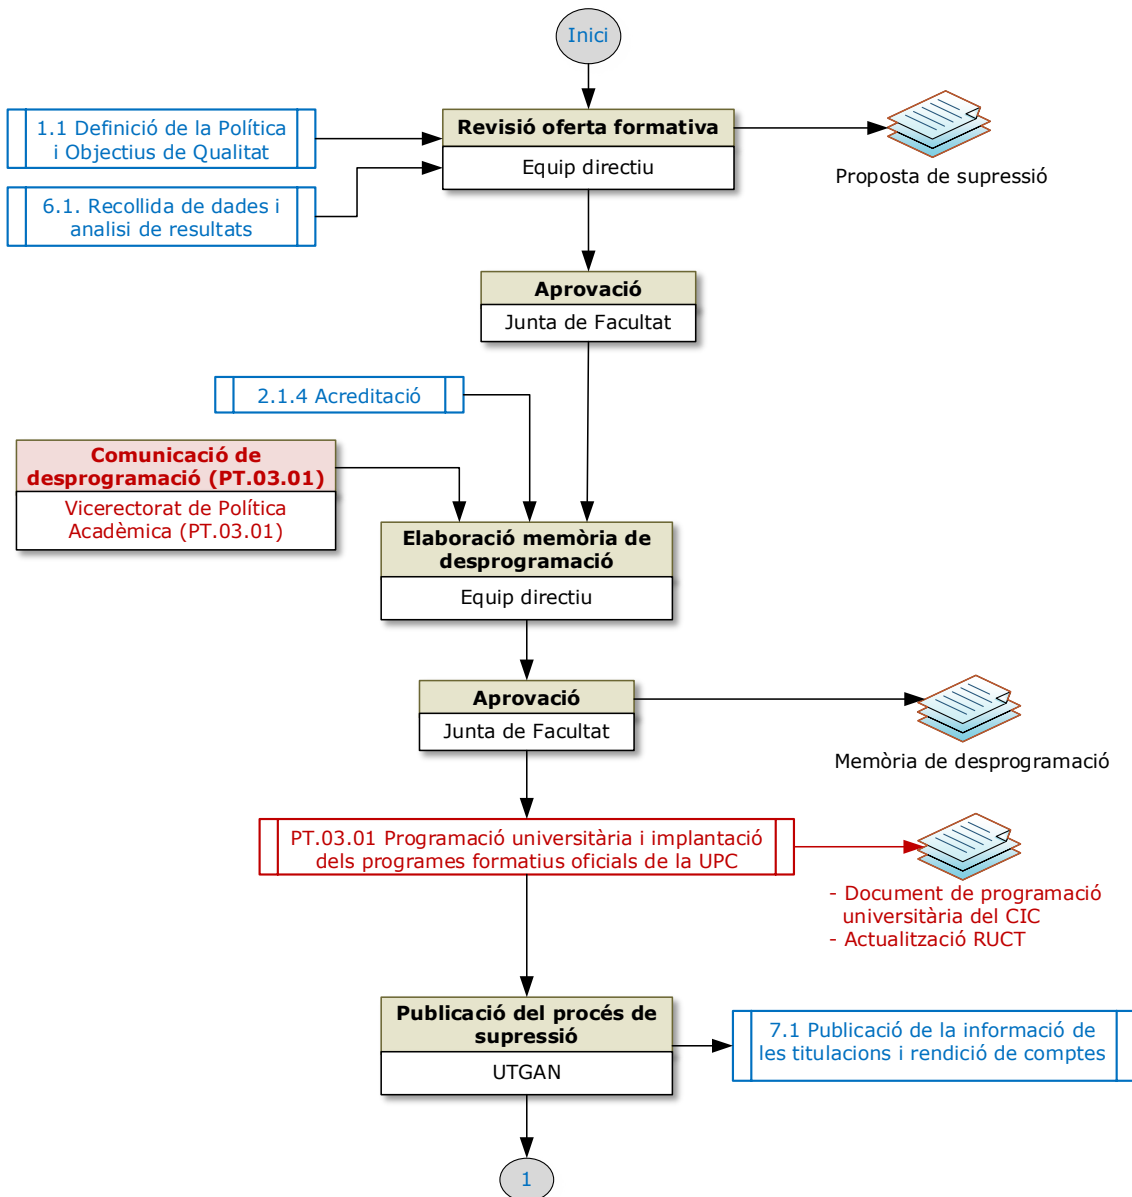 Inici
1.1 Definició de la Política
i Objectius de Qualitat
Revisió oferta formativa
Equip directiu
Proposta de supressió
6.1. Recollida de dades i
analisi de resultats
Aprovació
Junta de Facultat
2.1.4 Acreditació
Comunicació de
desprogramació (PT.03.01)
Vicerectorat de Política
Acadèmica (PT.03.01)
Elaboració memòria de
desprogramació
Equip directiu
Aprovació
Junta de Facultat
Memòria de desprogramació
PT.03.01 Programació universitària i implantació
dels programes formatius oficials de la UPC
- Document de programació
universitària del CIC
- Actualització RUCT
Publicació del procés de
supressió
UTGAN
7.1 Publicació de la informació de
les titulacions i rendició de comptes
1